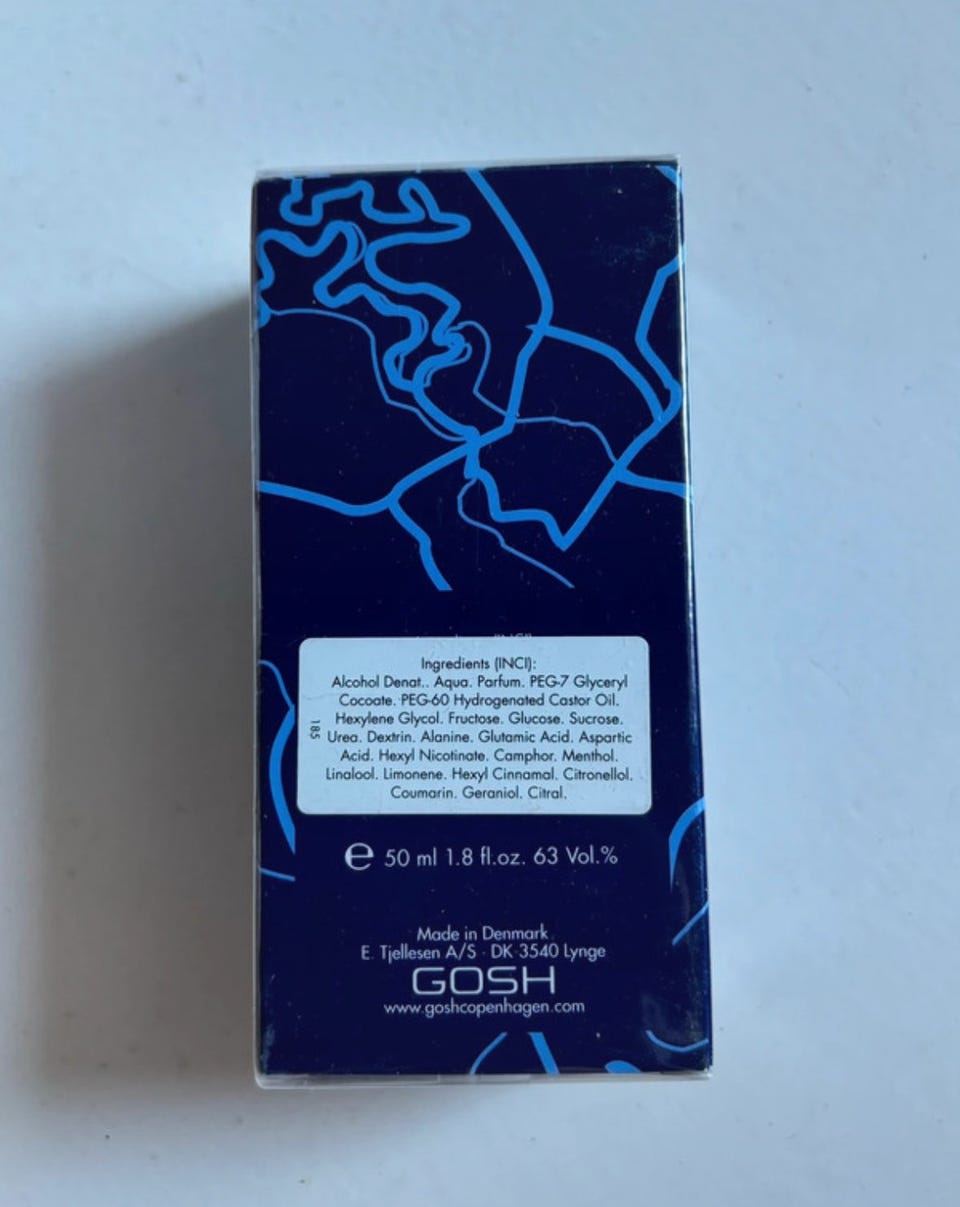 Ingredients (INCI):
Alcohol Denat.. Aqua. Parfum. PEG-7 Glyceryl
Cocoate. PEG-60 Hydrogenated Castor Oil.
Hexylene Glycol. Fructose. Glucose. Sucrose.
Urea. Dextrin. Alanine. Glutamic Acid. Aspartic
Acid. Hexyl Nicotinate. Camphor. Menthol.
Linalool. Limonene. Hexyl Cinnamal. Citronellol.
Coumarin. Geraniol. Citral.
185
e 50 ml 1.8 fl.oz. 63 Vol.%
Made in Denmark
E. Tjellesen A/S · DK-3540 Lynge
GOSH
www.goshcopenhagen.com